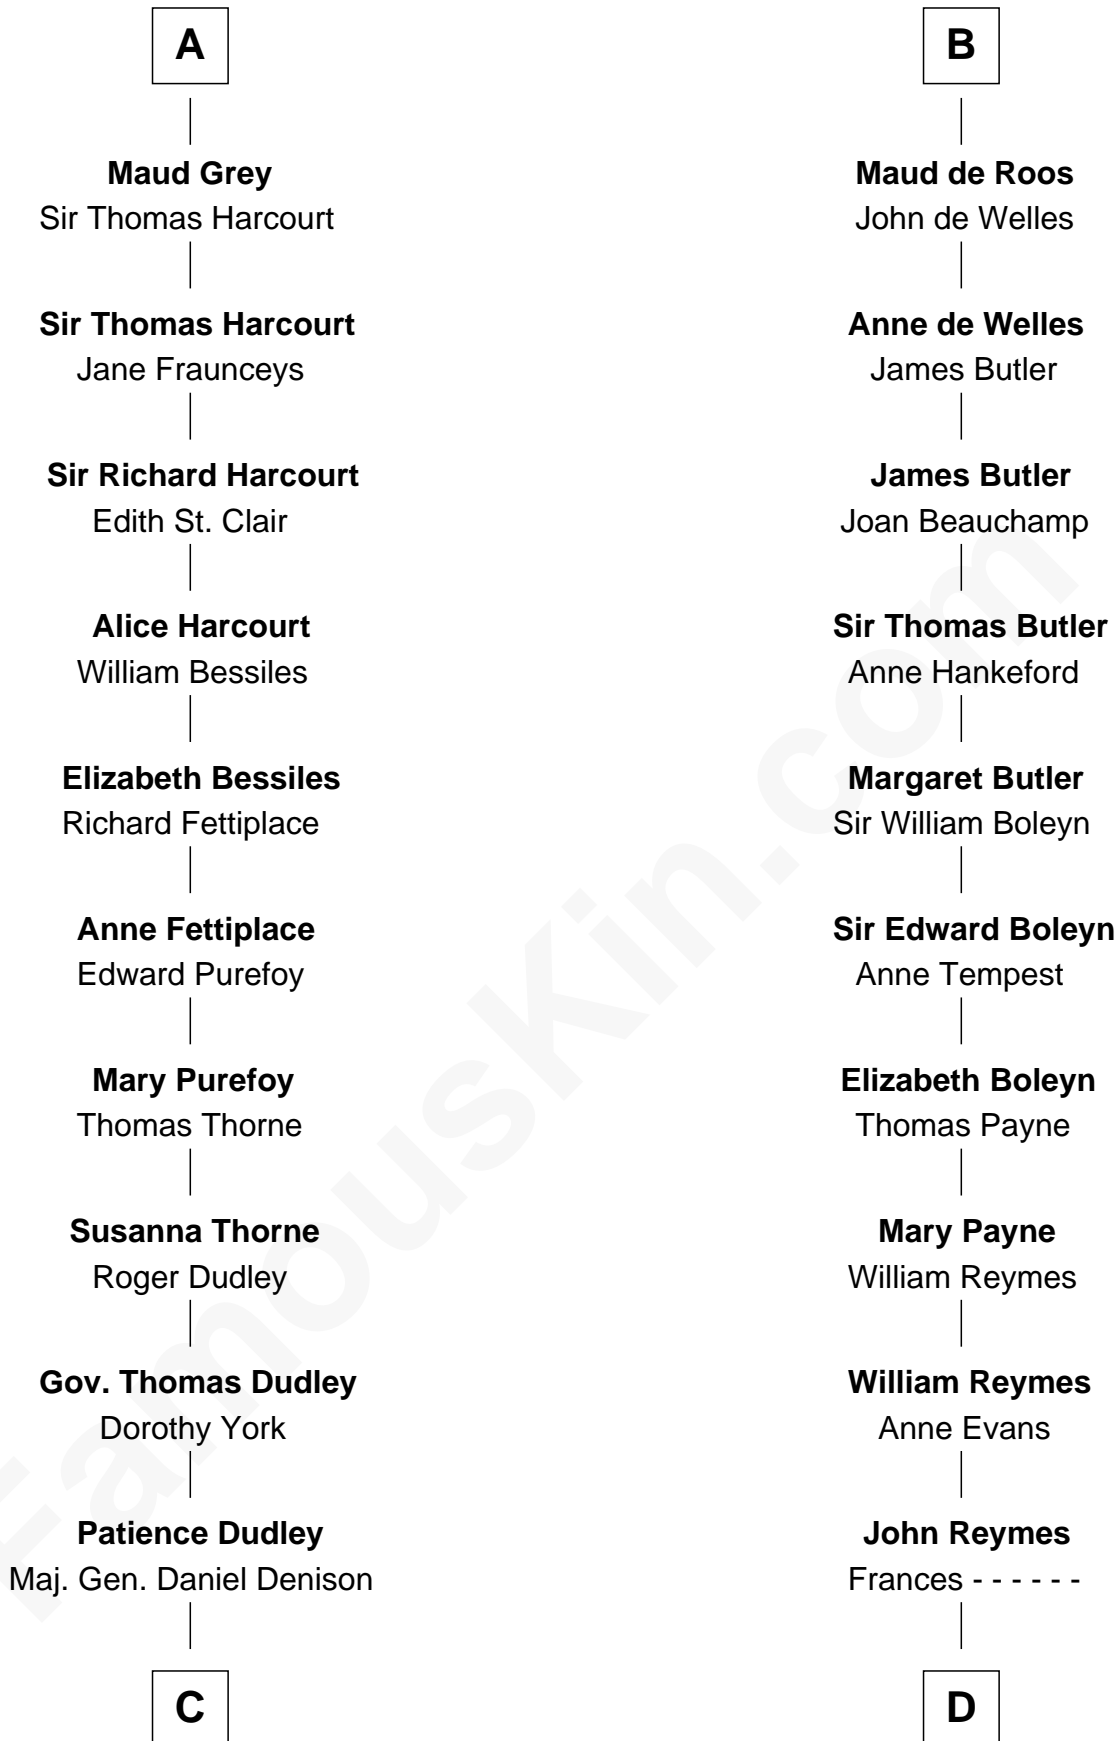 A
Maud Grey
Sir Thomas Harcourt
Sir Thomas Harcourt
Jane Fraunceys
Sir Richard Harcourt
Edith St. Clair
Alice Harcourt
William Bessiles
Elizabeth Bessiles
Richard Fettiplace
Anne Fettiplace
Edward Purefoy
Mary Purefoy
Thomas Thorne
Susanna Thorne
Roger Dudley
Gov. Thomas Dudley
Dorothy York
Patience Dudley
Maj. Gen. Daniel Denison
C
B
Maud de Roos
John de Welles
Anne de Welles
James Butler
James Butler
Joan Beauchamp
Sir Thomas Butler
Anne Hankeford
Margaret Butler
Sir William Boleyn
Sir Edward Boleyn
Anne Tempest
Elizabeth Boleyn
Thomas Payne
Mary Payne
William Reymes
William Reymes
Anne Evans
John Reymes
Frances - - - - - -
D
FamousKin.com